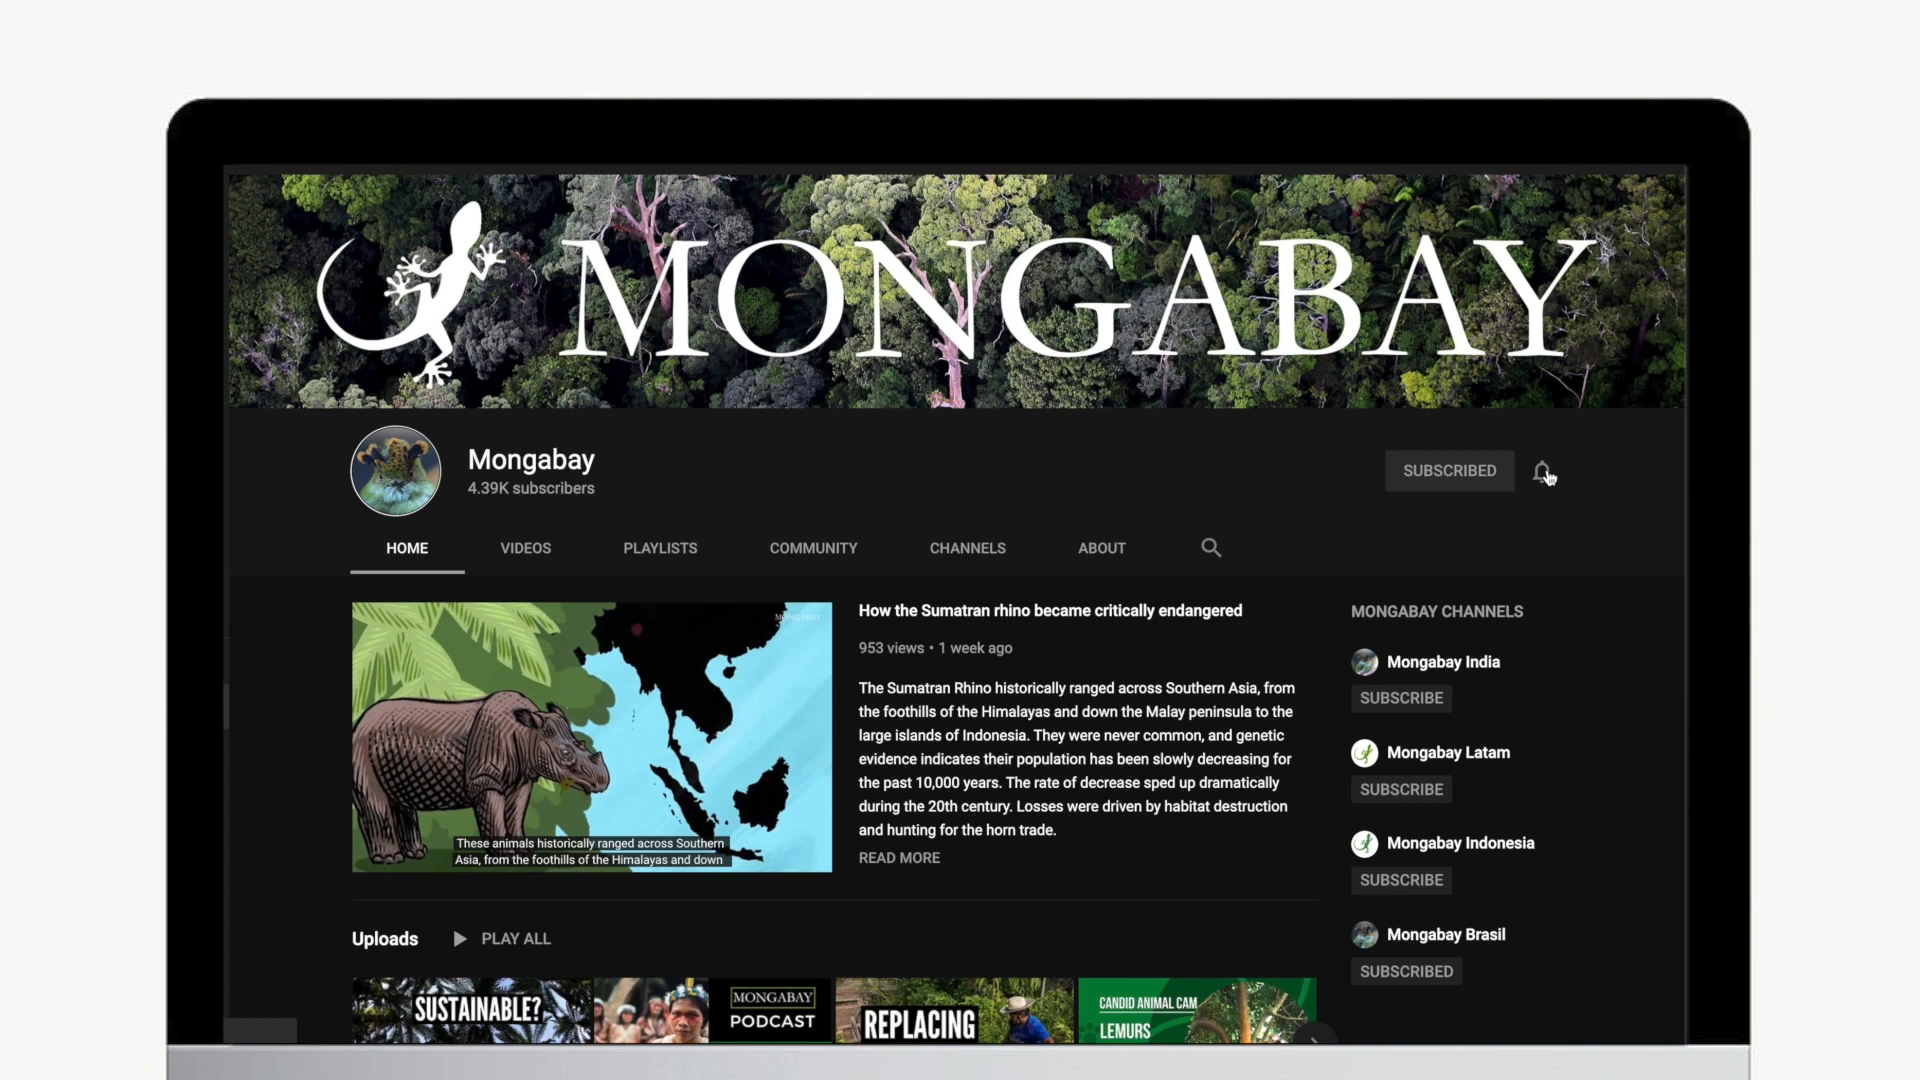 MONGABAY
Mongabay
4.39K subscribers
SUBSCRIBED
HOME
VIDEOS
PLAYLISTS
COMMUNITY
CHANNELS
ABOUT
MONGABAY
These animals historically ranged across Southern
Asia, from the foothills of the Himalayas and down
How the Sumatran rhino became critically endangered
953 views • 1 week ago
The Sumatran Rhino historically ranged across Southern Asia, from
the foothills of the Himalayas and down the Malay peninsula to the
large islands of Indonesia. They were never common, and genetic
evidence indicates their population has been slowly decreasing for
the past 10,000 years. The rate of decrease sped up dramatically
during the 20th century. Losses were driven by habitat destruction
and hunting for the horn trade.
READ MORE
MONGABAY CHANNELS
Mongabay India
SUBSCRIBE
Mongabay Latam
SUBSCRIBE
Mongabay Indonesia
SUBSCRIBE
Mongabay Brasil
SUBSCRIBED
Uploads
PLAY ALL
SUSTAINABLE?
MONGABAY
PODCAST
REPLACING
CANDID ANIMAL CAM
LEMURS